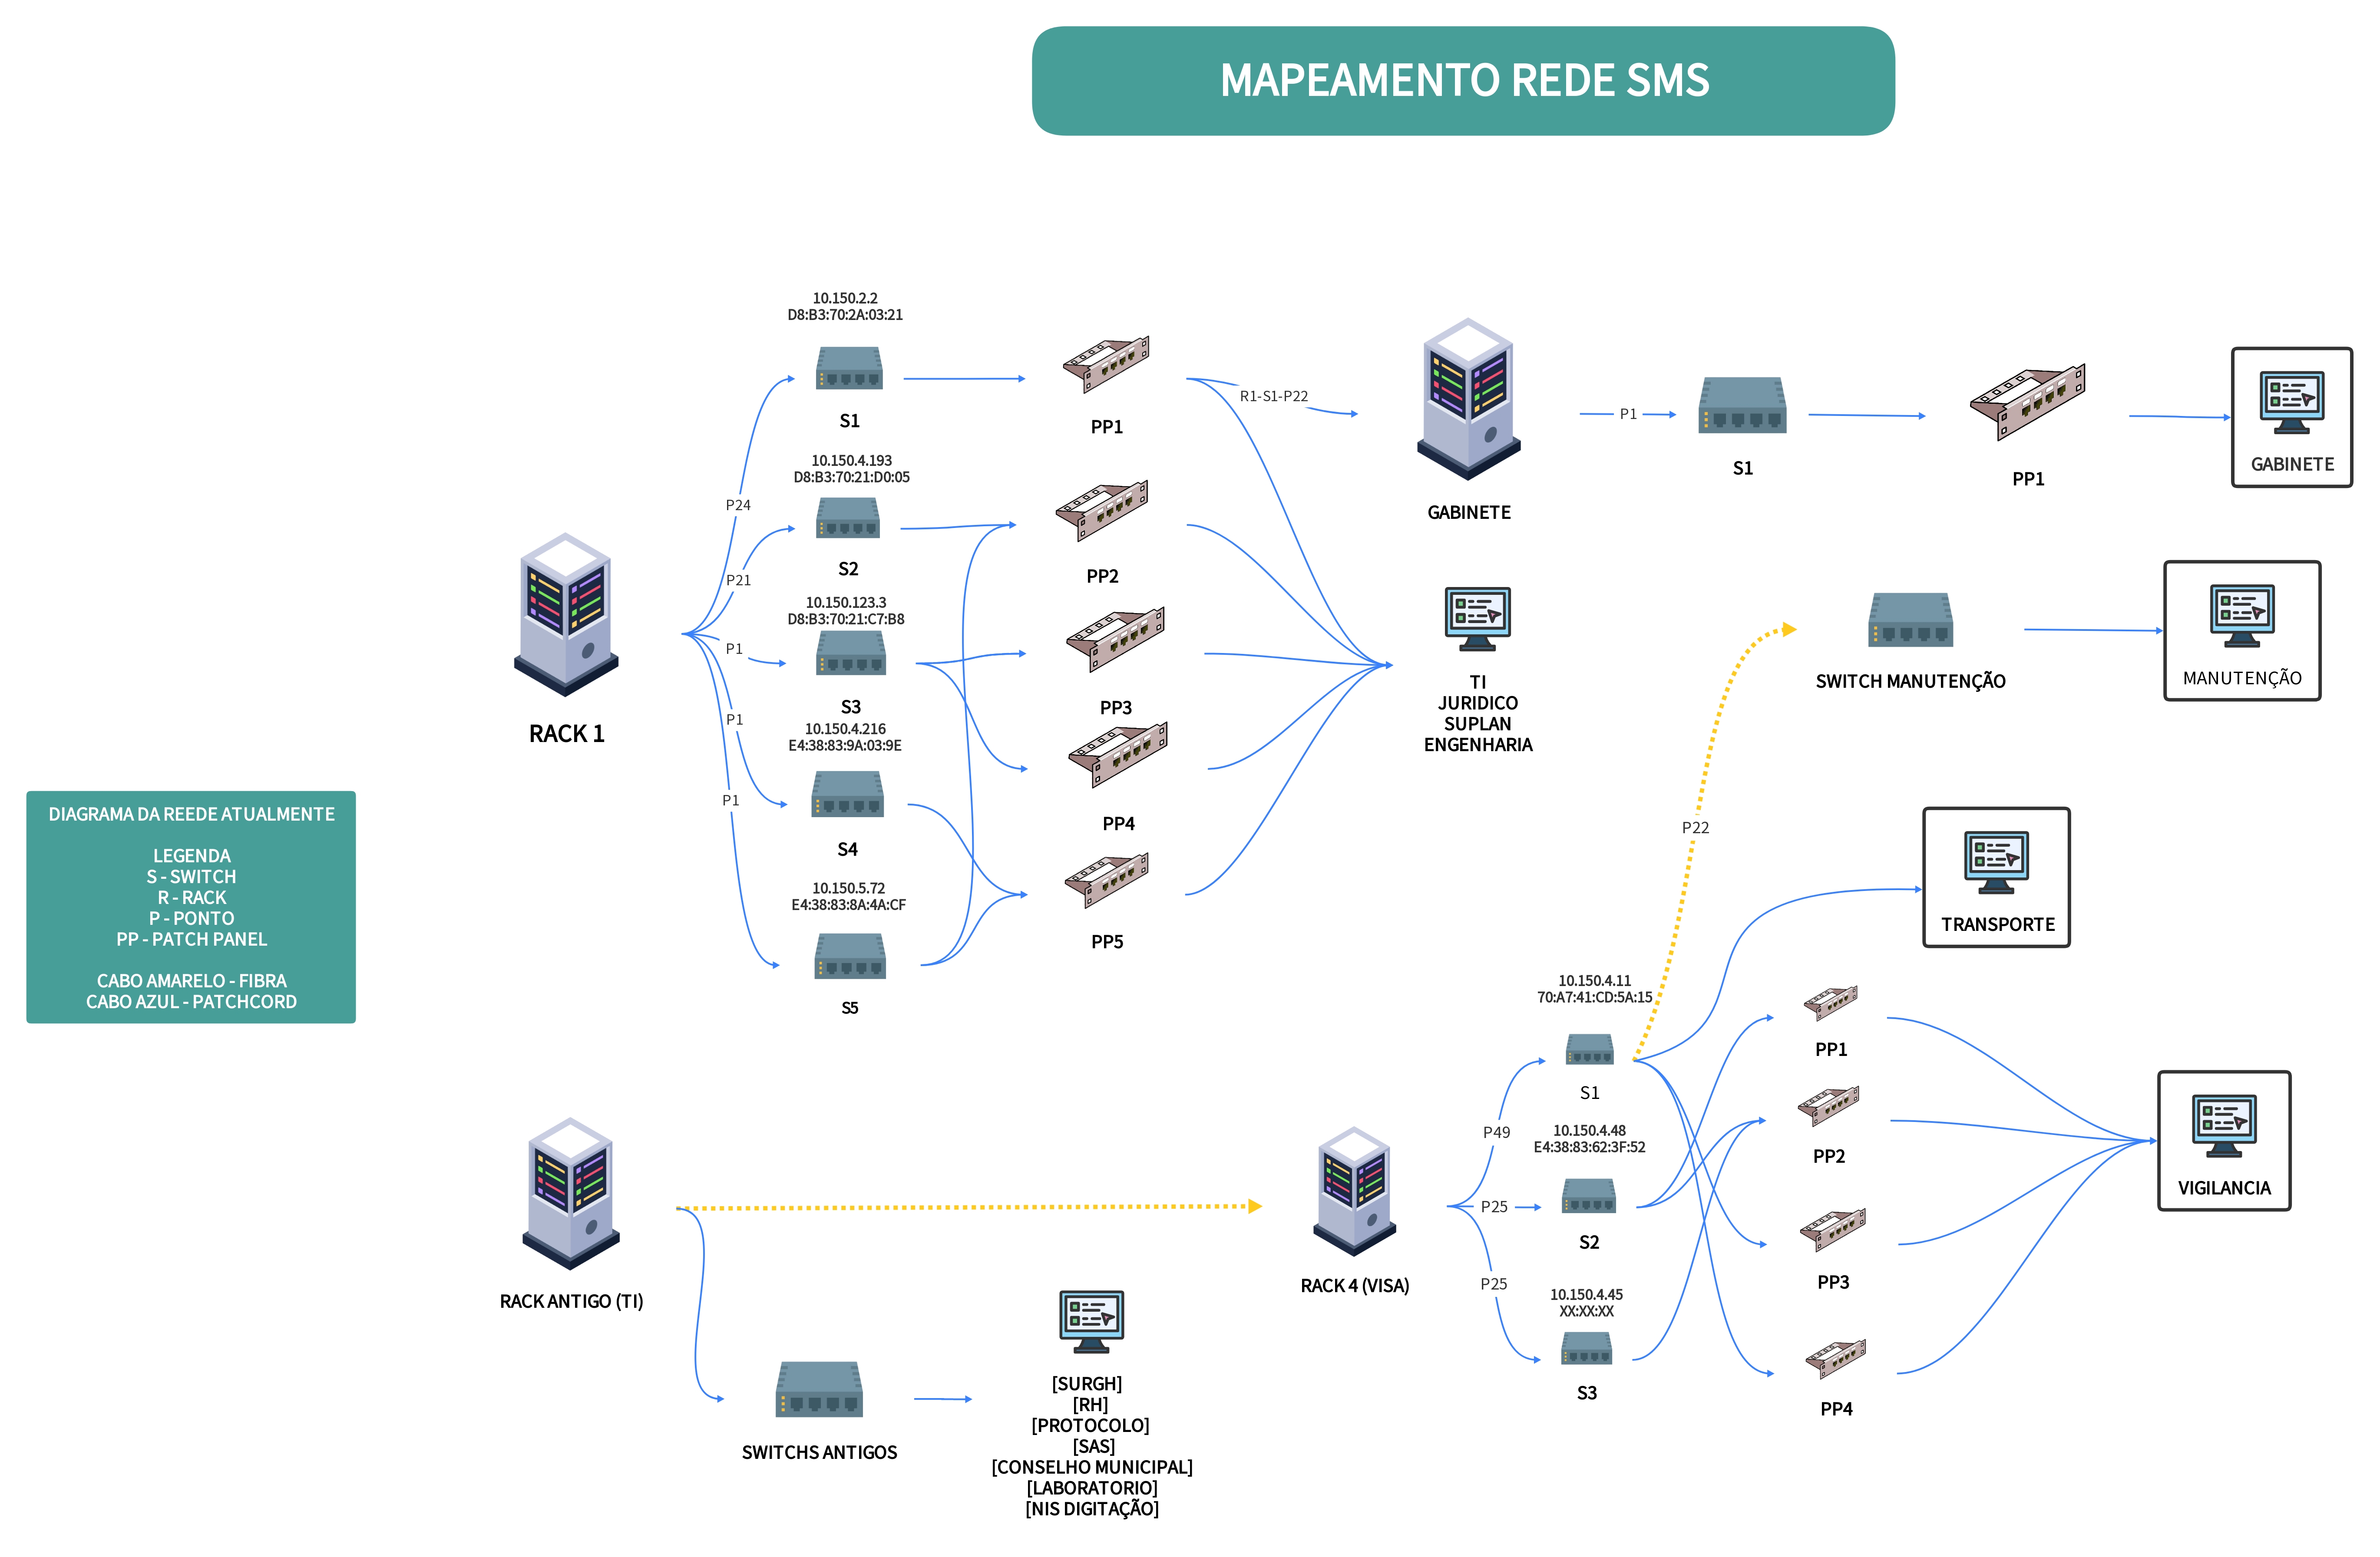 MAPEAMENTO REDE SMS
10.150.2.2
D8:B3:70:2A:03:21
S1
PP1
R1-S1-P22
GABINETE
P1
S1
PP1
GABINETE
10.150.4.193
D8:B3:70:21:D0:05
P24
S2
PP2
P21
10.150.123.3
D8:B3:70:21:C7:B8
P1
S3
PP3
RACK 1
P1
10.150.4.216
E4:38:83:9A:03:9E
P1
S4
PP4
10.150.5.72
E4:38:83:8A:4A:CF
S5
PP5
TI
JURIDICO
SUPLAN
ENGENHARIA
SWITCH MANUTENÇÃO
MANUTENÇÃO
P22
TRANSPORTE
DIAGRAMA DA REEDE ATUALMENTE
LEGENDA
S - SWITCH
R - RACK
P - PONTO
PP - PATCH PANEL
CABO AMARELO - FIBRA
CABO AZUL - PATCHCORD
10.150.4.11
70:A7:41:CD:5A:15
S1
PP1
P49
10.150.4.48
E4:38:83:62:3F:52
PP2
P25
S2
VIGILANCIA
RACK ANTIGO (TI)
RACK 4 (VISA)
P25
PP3
10.150.4.45
XX:XX:XX
S3
PP4
SWITCHS ANTIGOS
[SURGH]
[RH]
[PROTOCOLO]
[SAS]
[CONSELHO MUNICIPAL]
[LABORATORIO]
[NIS DIGITAÇÃO]